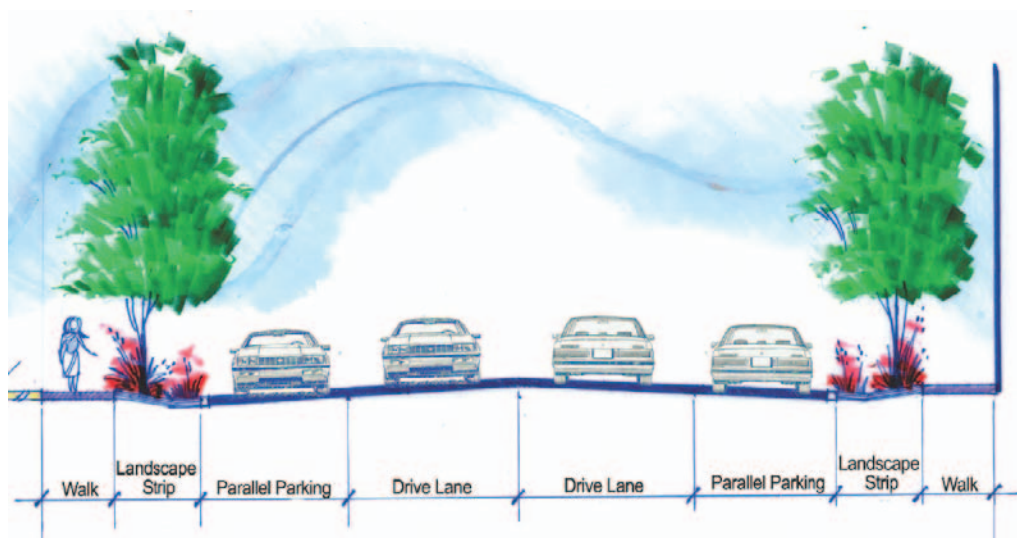 Walk
Landscape
Strip
Parallel Parking
Drive Lane
Drive Lane
Parallel Parking
Landscape
Strip
Walk